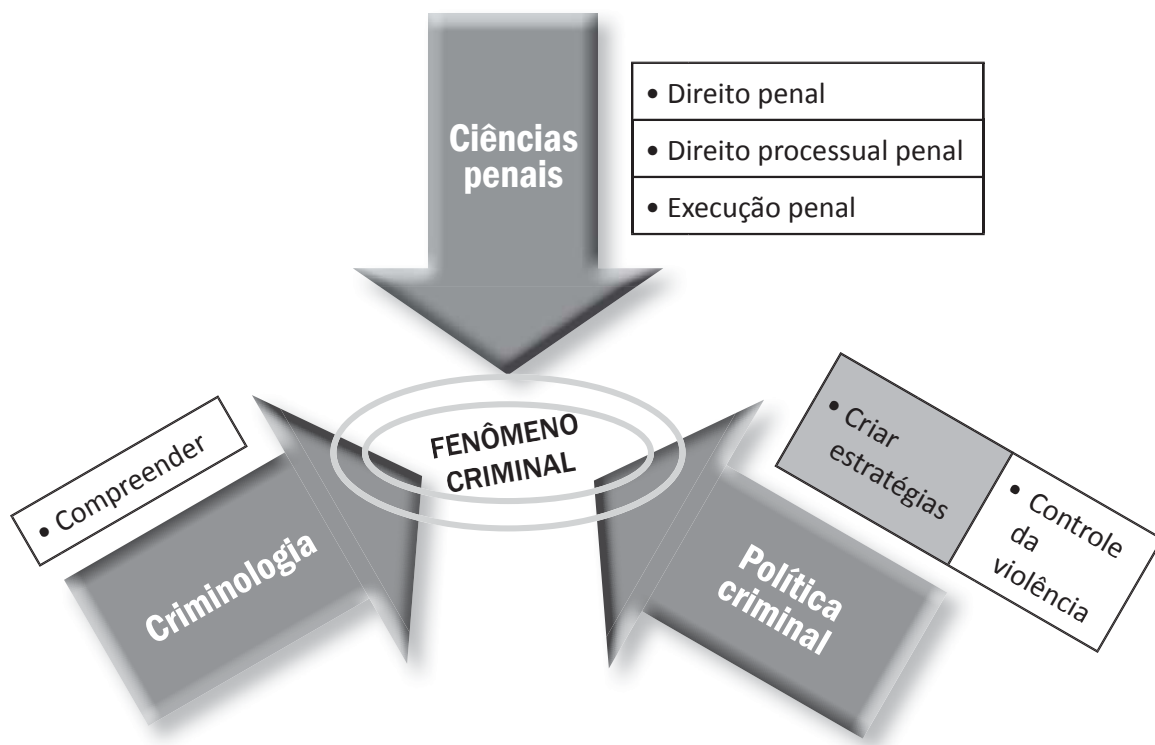 Ciências
penais
• Direito penal
• Direito processual penal
• Execução penal
FENÔMENO
CRIMINAL
• Compreender
Criminologia
• Criar
estratégias
• Controle
da
violência
Política
criminal